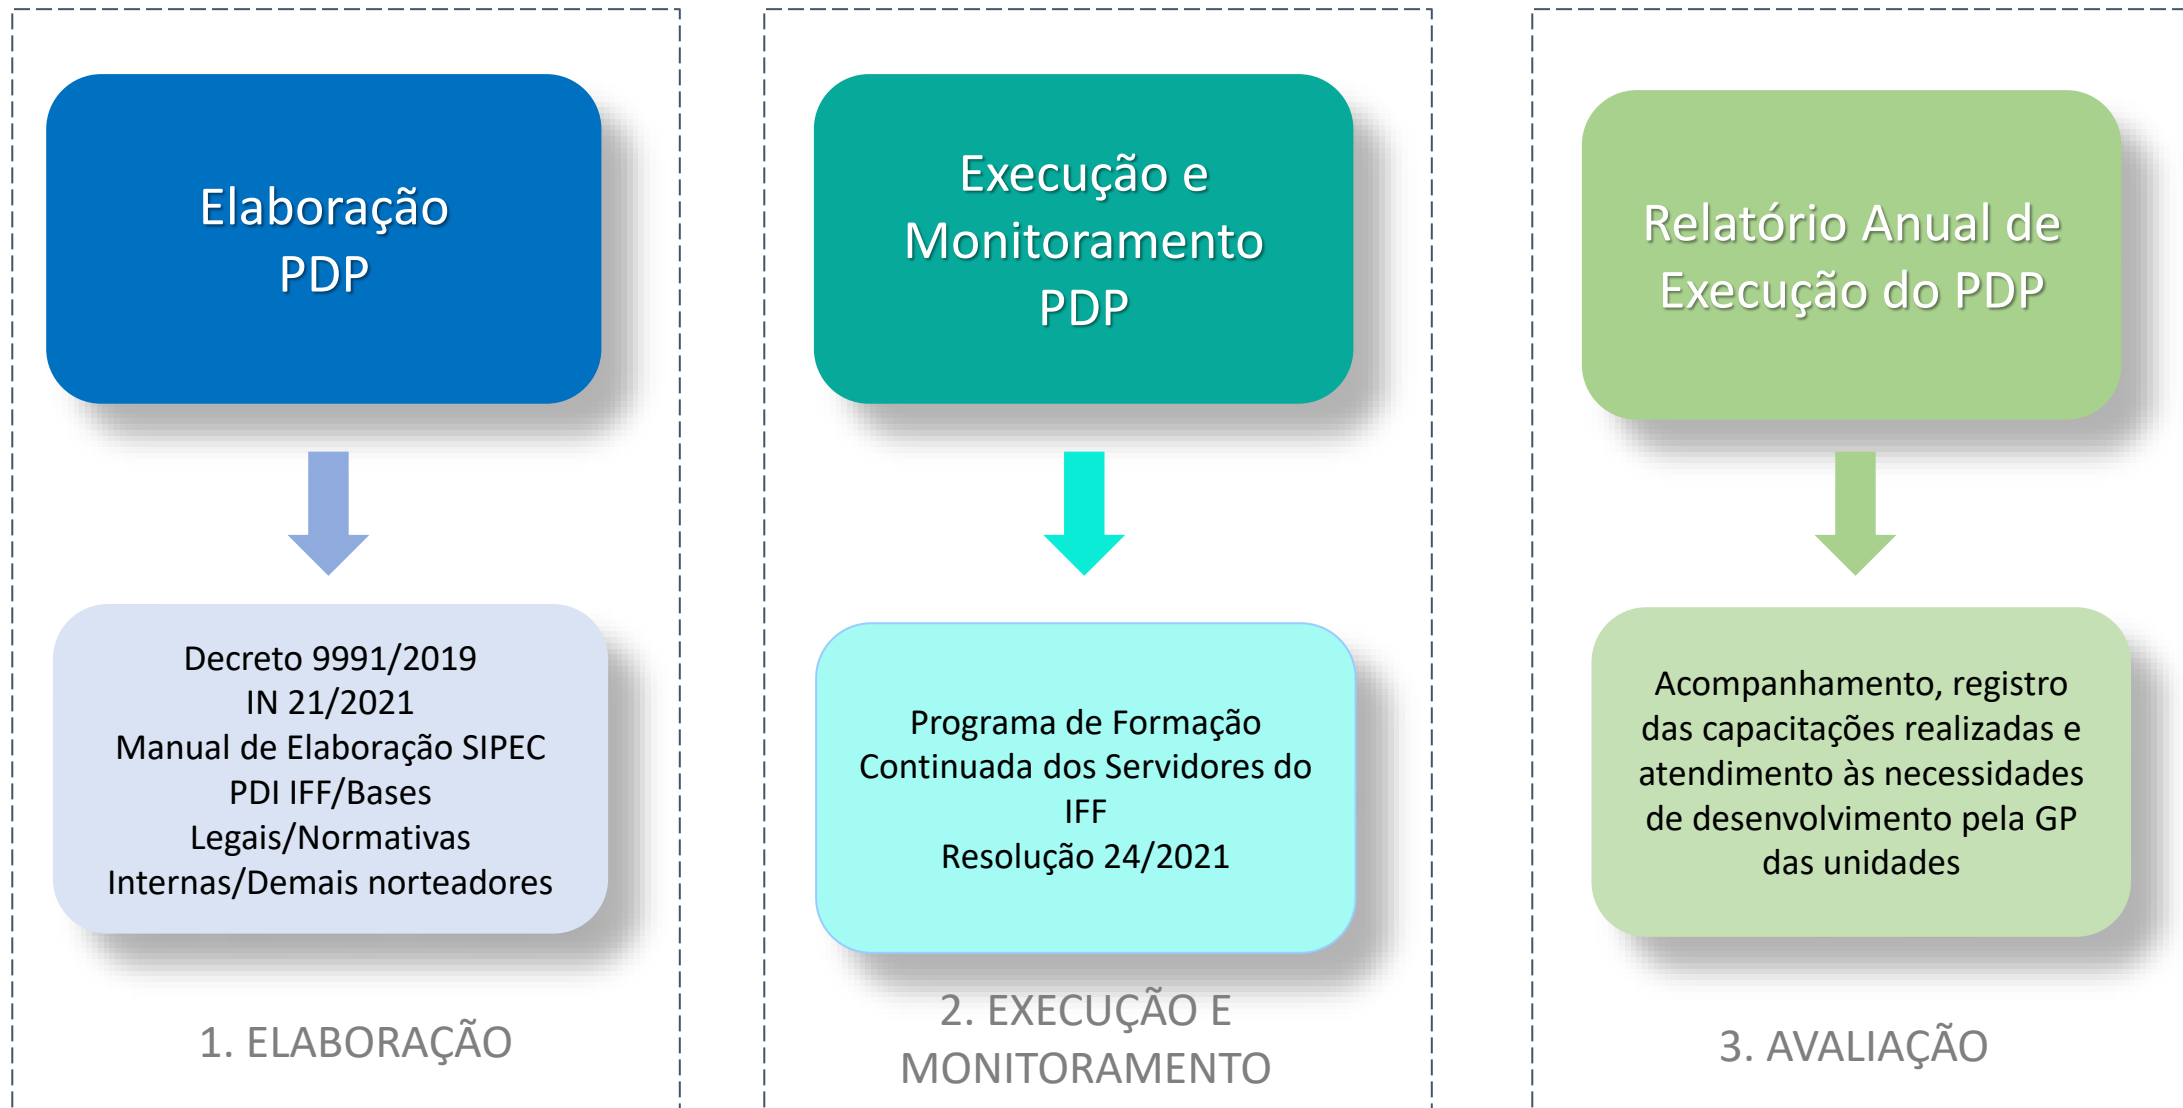 Elaboração
PDP
Decreto 9991/2019
IN 21/2021
Manual de Elaboração SIPEC
PDI IFF/Bases
Legais/Normativas
Internas/Demais norteadores
1. ELABORAÇÃO
Execução e
Monitoramento
PDP
Programa de Formação
Continuada dos Servidores do
IFF
Resolução 24/2021
2. EXECUÇÃO E
MONITORAMENTO
Relatório Anual de
Execução do PDP
Acompanhamento, registro
das capacitações realizadas e
atendimento às necessidades
de desenvolvimento pela GP
das unidades
3. AVALIAÇÃO